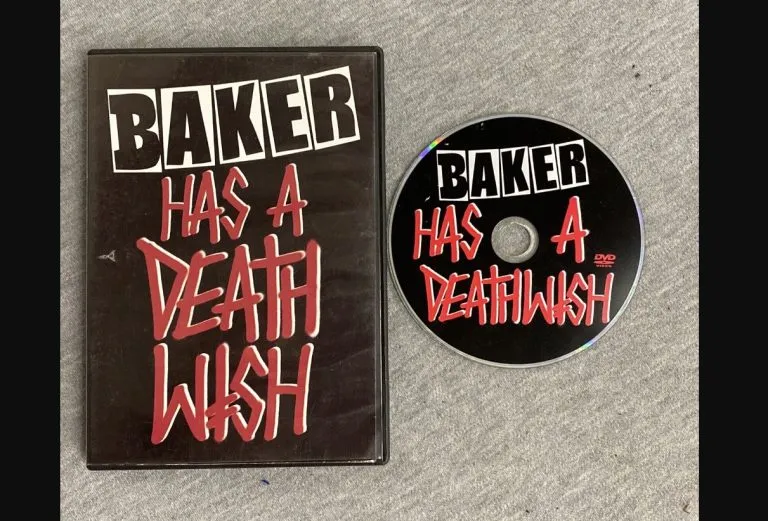 BAKER
HAS A
DEATH
WISH
BAKER
HAS A
DVD
VIDEO
DEATHWISH